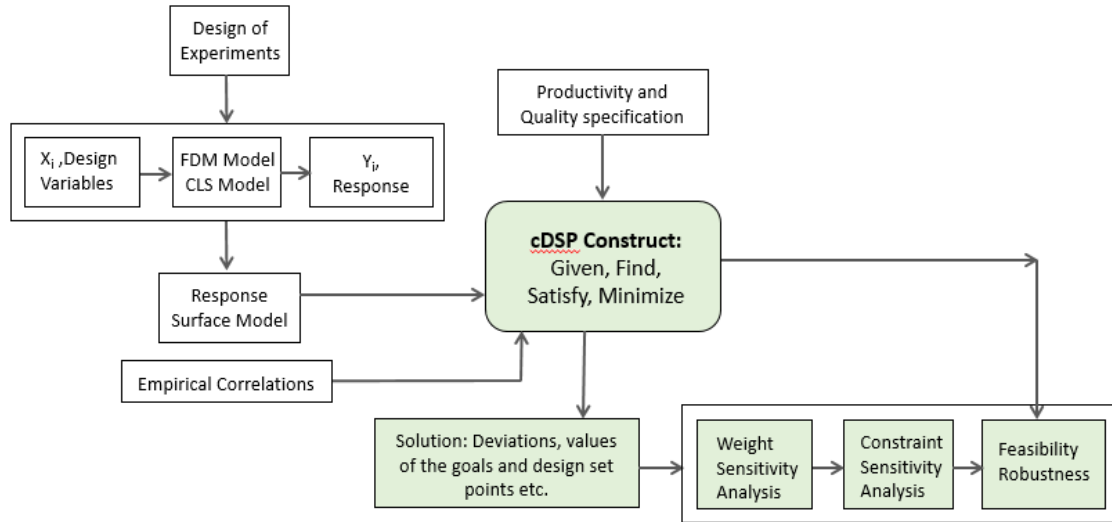 Design of
Experiments
Productivity and
Quality specification
Xi ,Design
Variables
FDM Model
CLS Model
Yi,
Response
cDSP Construct:
Given, Find,
Satisfy, Minimize
Response
Surface Model
Empirical Correlations
Solution: Deviations, values
of the goals and design set
points etc.
Weight
Sensitivity
Analysis
Constraint
Sensitivity
Analysis
Feasibility
Robustness